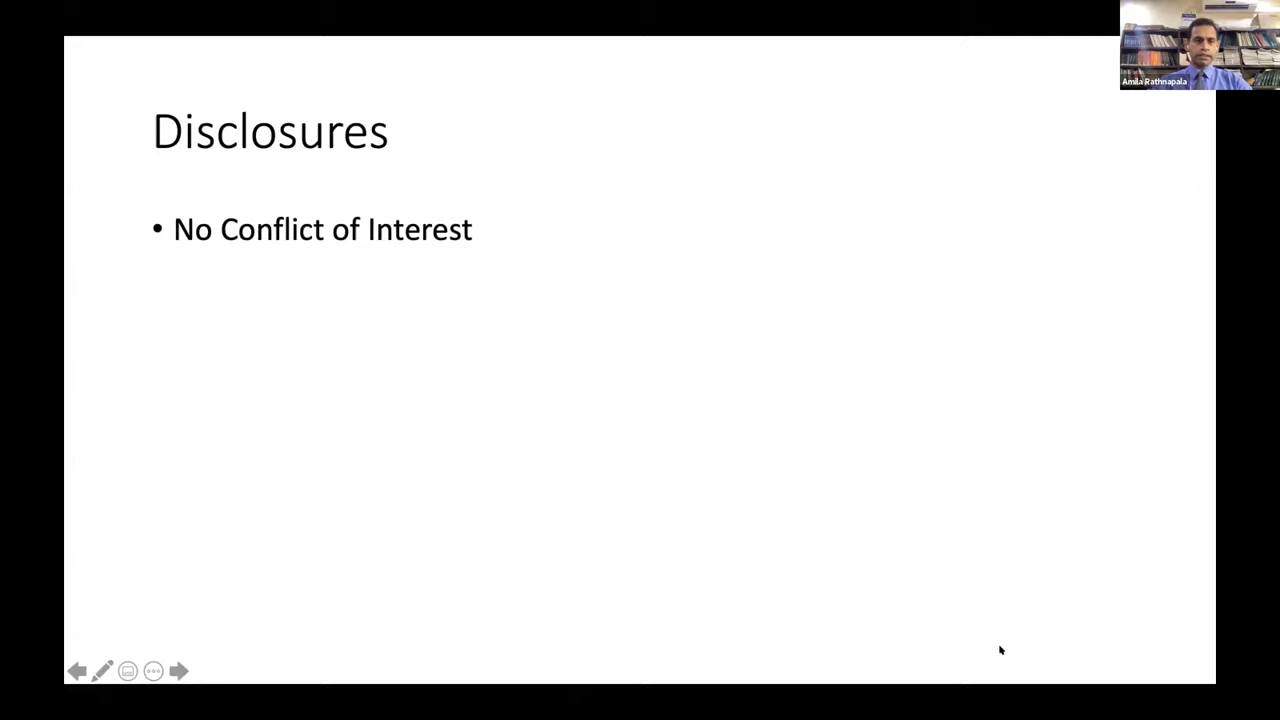 Disclosures
• No Conflict of Interest
Amila Rathnapala